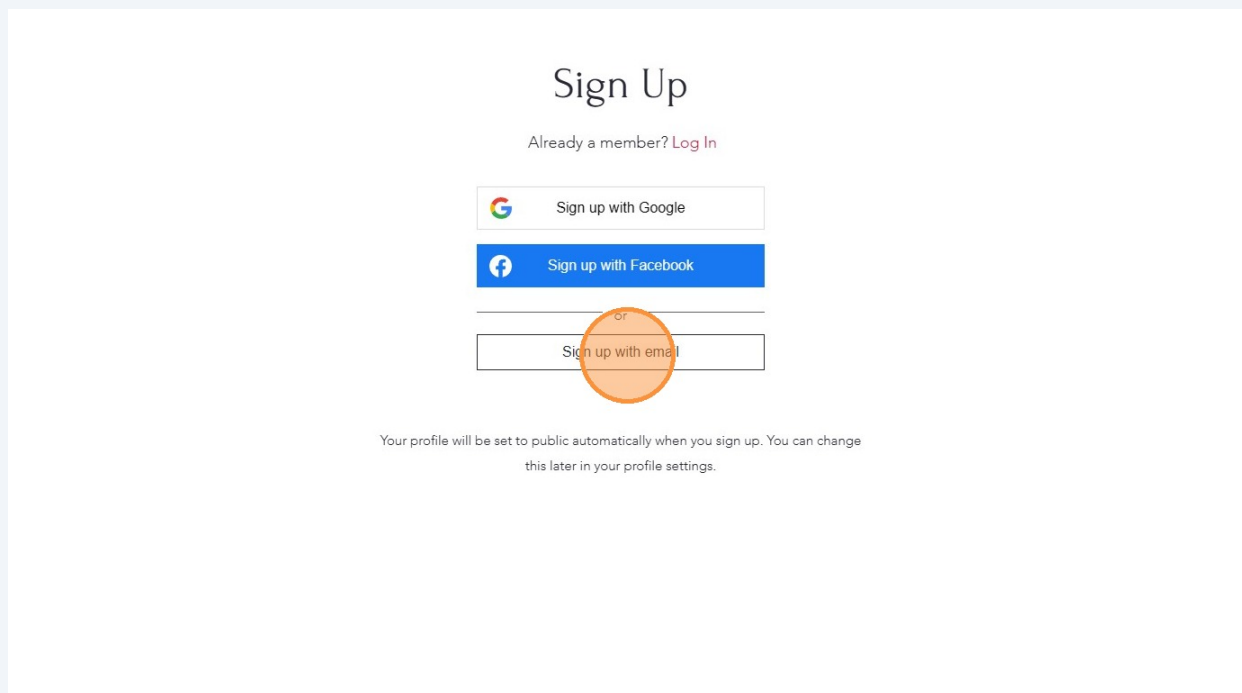 Sign Up
Already a member? Log In
Sign up with Google
Sign up with Facebook
or
Sign up with email
Your profile will be set to public automatically when you sign up. You can change
this later in your profile settings.